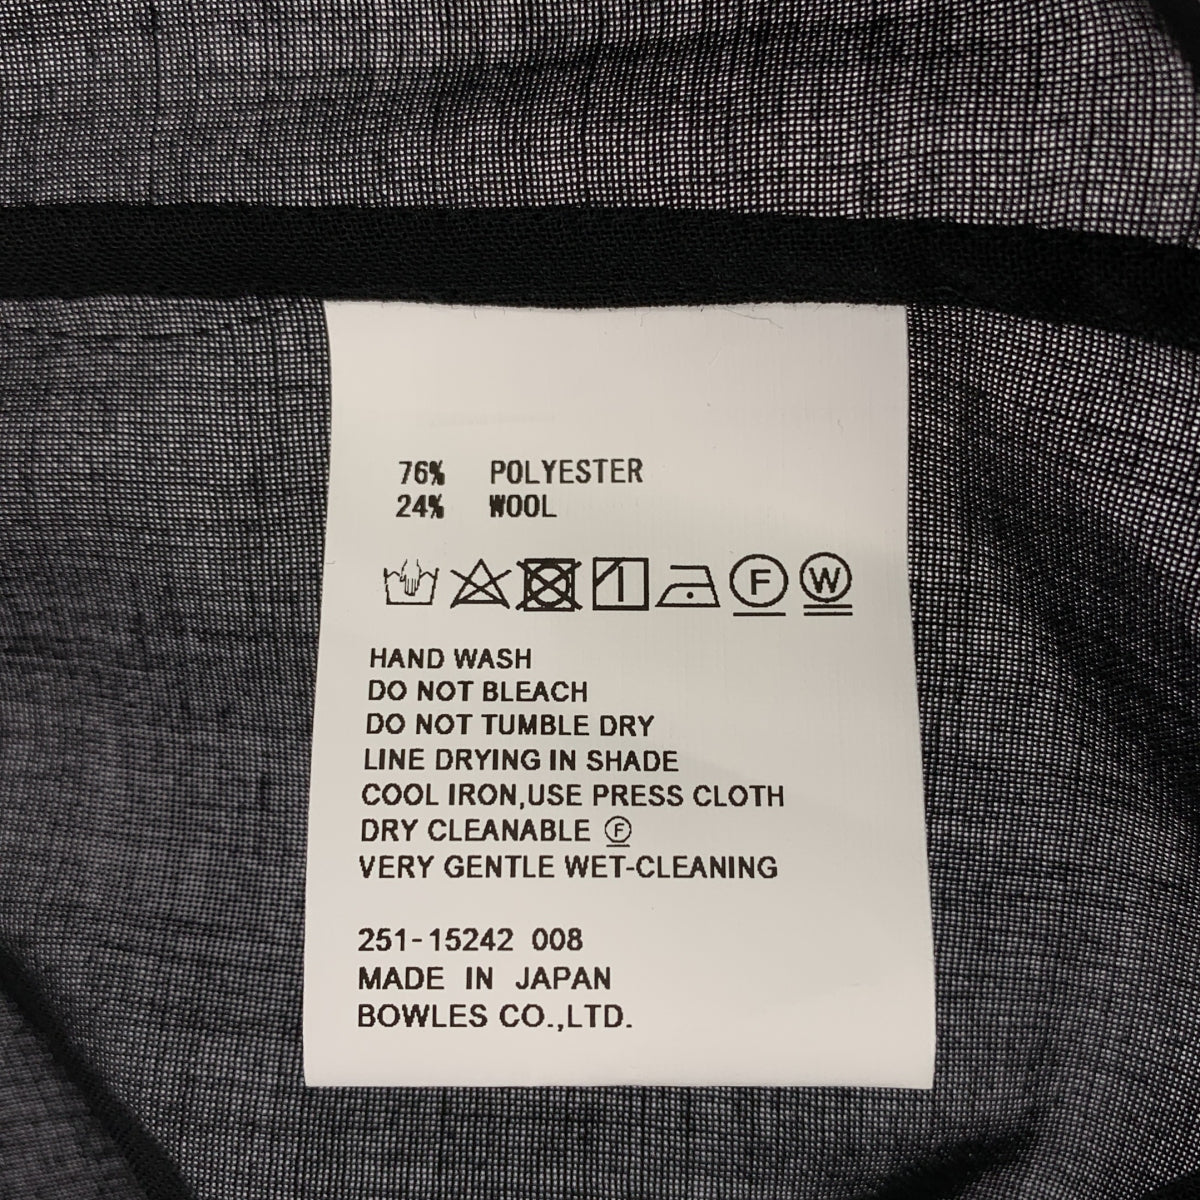 76% POLYESTER
24% WOOL
F W
HAND WASH
DO NOT BLEACH
DO NOT TUMBLE DRY
LINE DRYING IN SHADE
COOL IRON,USE PRESS CLOTH
DRY CLEANABLE Ⓕ
VERY GENTLE WET-CLEANING
251-15242 008
MADE IN JAPAN
BOWLES CO.,LTD.